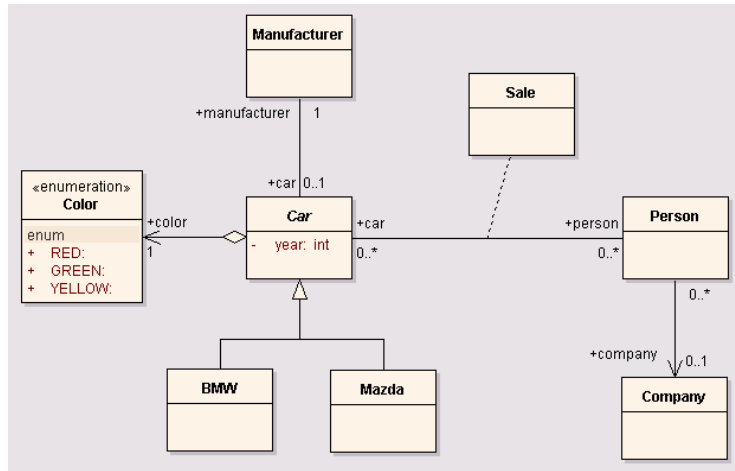 Manufacturer
+manufacturer 1
Sale
+car 0..1
«enumeration»
Color
enum
+ RED:
+ GREEN:
+ YELLOW:
+color
1
Car
- year: int
+car
0..*
+person
0..*
Person
0..*
+company
0..1
BMW
Mazda
Company